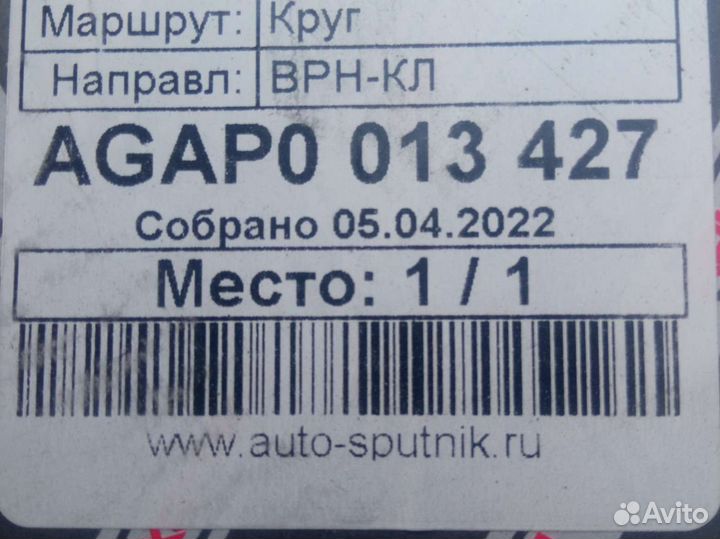 Маршрут: Круг
Направл: ВРН-КЛ
AGAP0 013 427
Собрано 05.04.2022
Место: 1 / 1
www.auto-sputnik.ru
Avito